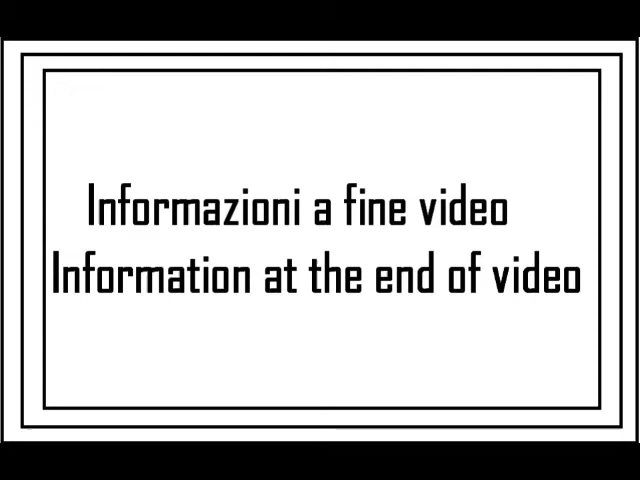 Informazioni a fine video
Information at the end of video